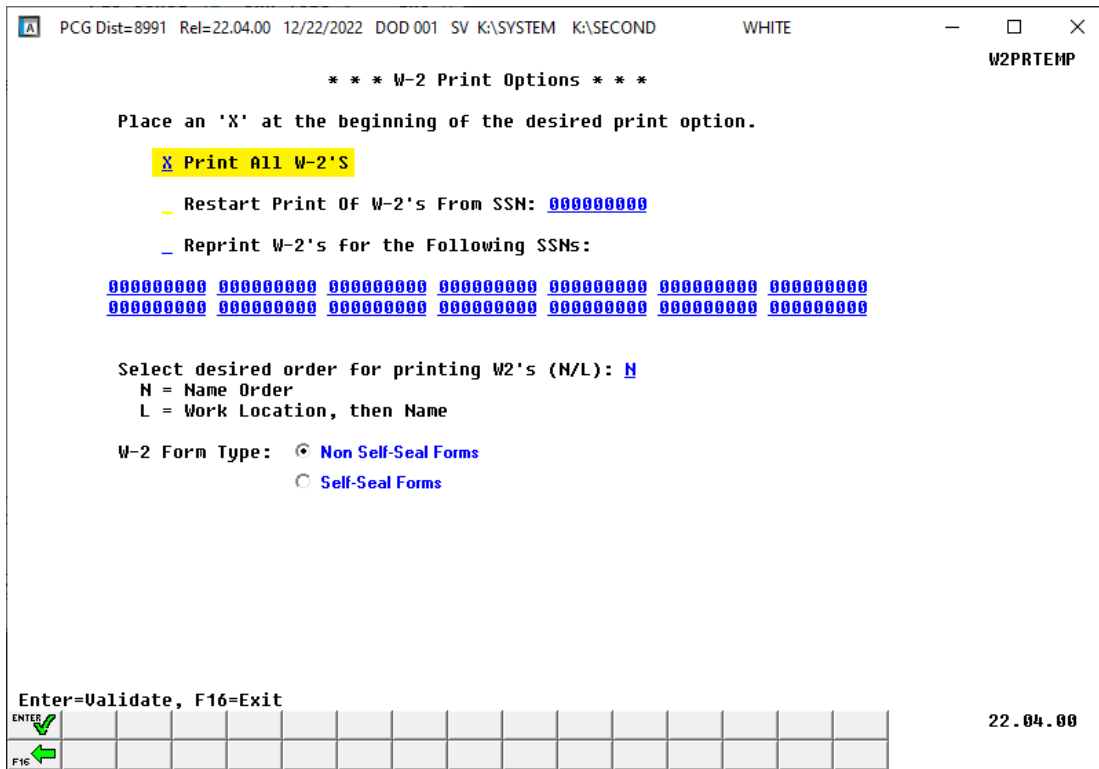 PCG Dist=8991 Rel=22.04.00 12/22/2022 DOD 001 SV K:\SYSTEM K:\SECOND WHITE
W2PRTEMP
* * * W-2 Print Options * * *
Place an 'X' at the beginning of the desired print option.
X Print All W-2'S
_ Restart Print Of W-2's From SSN: 000000000
_ Reprint W-2's for the Following SSNs:
000000000 000000000 000000000 000000000 000000000 000000000 000000000
000000000 000000000 000000000 000000000 000000000 000000000 000000000
Select desired order for printing W2's (N/L): N
N = Name Order
L = Work Location, then Name
W-2 Form Type: Non Self-Seal Forms
Self-Seal Forms
Enter=Validate, F16=Exit
ENTER
22.04.00
F16